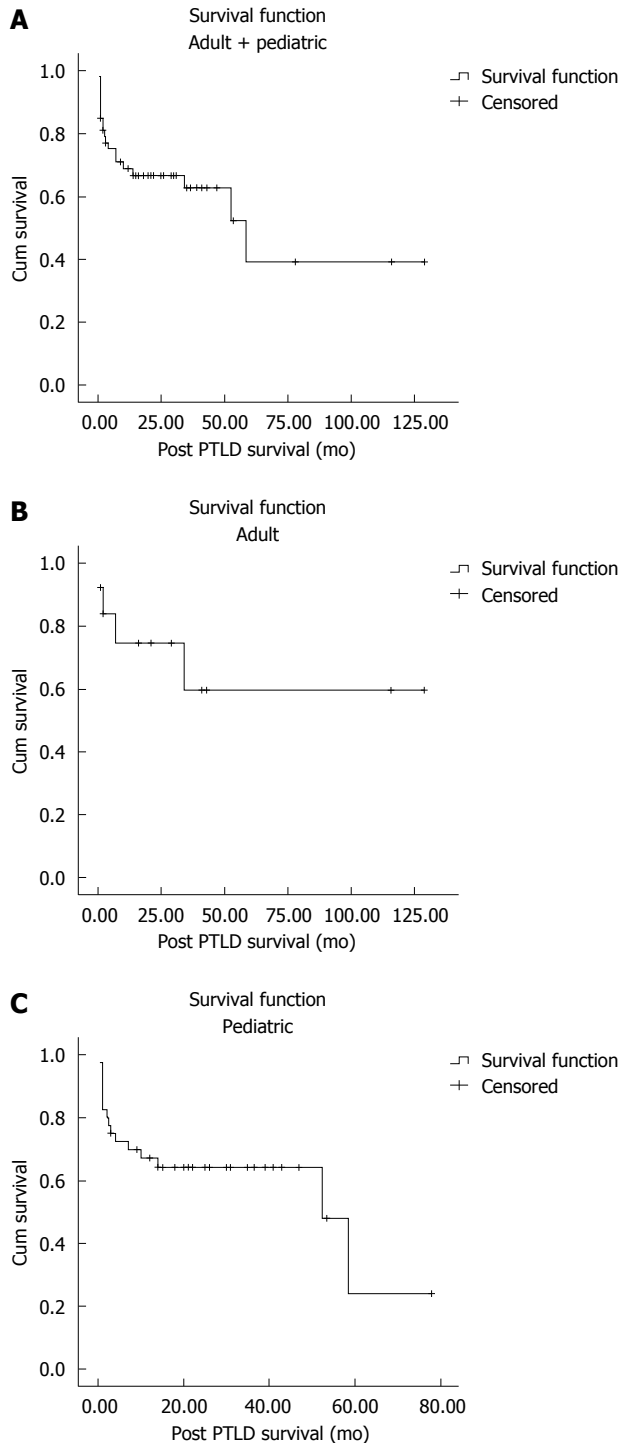 A
Survival function
Adult + pediatric
Survival function
Censored
1.0
0.8
0.6
0.4
0.2
0.0
Cum survival
0.00 25.00 50.00 75.00 100.00 125.00
Post PTLD survival (mo)
B
Survival function
Adult
Survival function
Censored
1.0
0.8
0.6
0.4
0.2
0.0
Cum survival
0.00 25.00 50.00 75.00 100.00 125.00
Post PTLD survival (mo)
C
Survival function
Pediatric
Survival function
Censored
1.0
0.8
0.6
0.4
0.2
0.0
Cum survival
0.00 20.00 40.00 60.00 80.00
Post PTLD survival (mo)